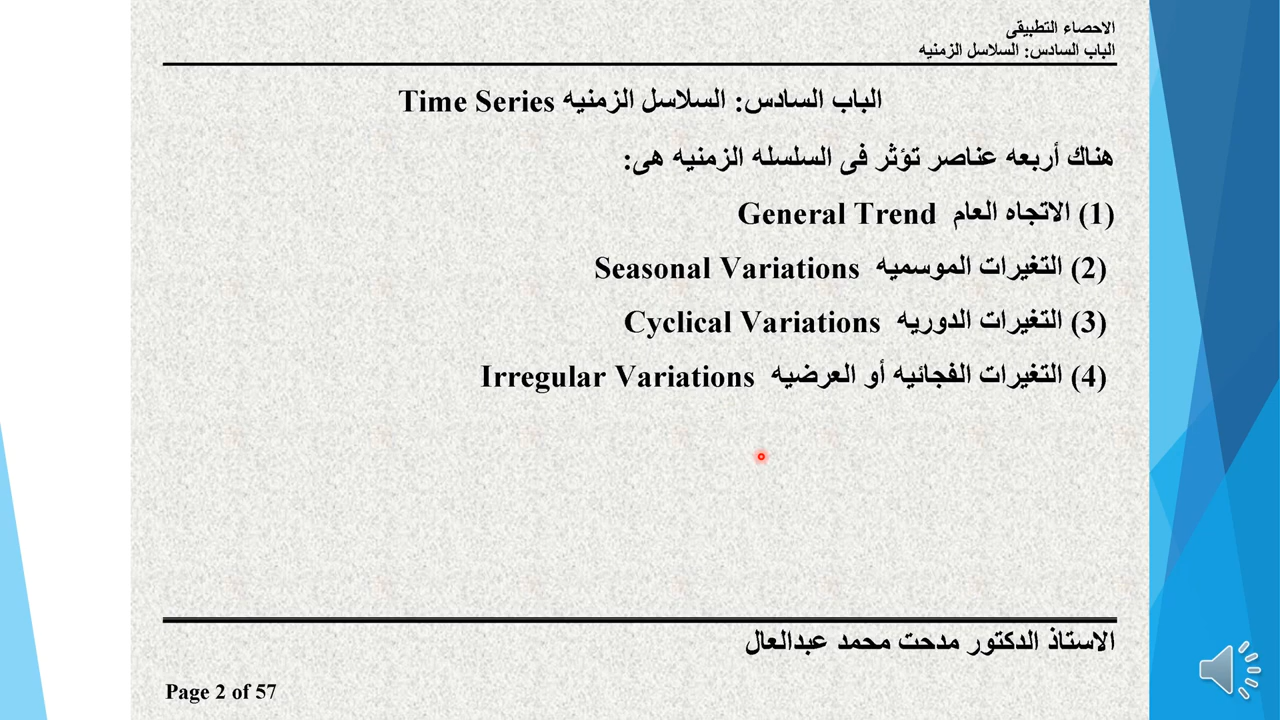 الاحصاء التطبيقى
الباب السادس: السلاسل الزمنيه
الباب السادس: السلاسل الزمنيه Time Series
هناك أربعه عناصر تؤثر فى السلسله الزمنيه هى:
(1) الاتجاه العام General Trend
(2) التغيرات الموسميه Seasonal Variations
(3) التغيرات الدوريه Cyclical Variations
(4) التغيرات الفجائيه أو العرضيه Irregular Variations
الاستاذ الدكتور مدحت محمد عبدالعال
Page 2 of 57